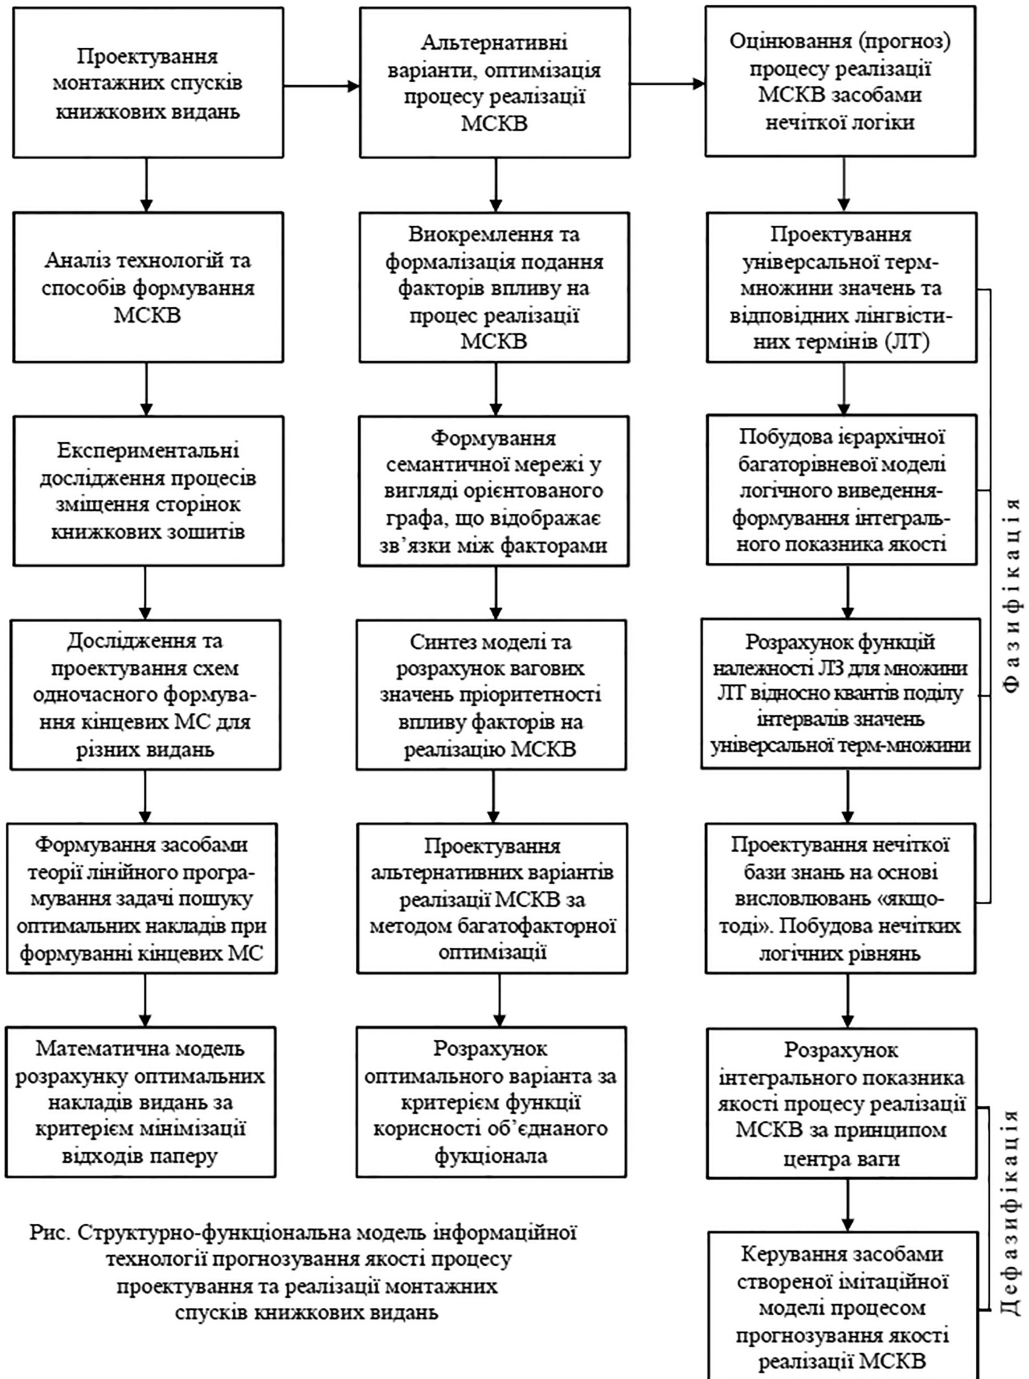 Проектування
монтажних спусків
книжкових видань
Аналіз технологій та
способів формування
МСКВ
Експериментальні
дослідження процесів
зміщення сторінок
книжкових зошитів
Дослідження та
проектування схем
одночасного формува-
ння кінцевих МС для
різних видань
Формування засобами
теорії лінійного програ-
мування задачі пошуку
оптимальних накладів при
формуванні кінцевих МС
Математична модель
розрахунку оптимальних
накладів видань за
критерієм мінімізації
відходів паперу
Альтернативні
варіанти, оптимізація
процесу реалізації
МСКВ
Виокремлення та
формалізація подання
факторів впливу на
процес реалізації
МСКВ
Формування
семантичної мережі у
вигляді орієнтованого
графа, що відображає
зв’язки між факторами
Синтез моделі та
розрахунок вагових
значень пріоритетності
впливу факторів на
реалізацію МСКВ
Проектування
альтернативних варіантів
реалізації МСКВ за
методом багатофакторної
оптимізації
Розрахунок
оптимального варіанта за
критерієм функції
корисності об’єднаного
фукціонала
Оцінювання (прогноз)
процесу реалізації
МСКВ засобами
нечіткої логіки
Проектування
універсальної терм-
множини значень та
відповідних лінгвісти-
них термінів (ЛТ)
Побудова ієрархічної
багаторівневої моделі
логічного виведення-
формування інтеграль-
ного показника якості
Розрахунок функцій
належності ЛЗ для множини
ЛТ відносно квантів поділу
інтервалів значень
універсальної терм-множини
Проектування нечіткої
бази знань на основі
висловлювань «якщо-
тоді». Побудова нечітких
логічних рівнянь
Розрахунок
інтегрального показника
якості процесу реалізації
МСКВ за принципом
центра ваги
Керування засобами
створеної імітаційної
моделі процесом
прогнозування якості
реалізації МСКВ
Фазифікація
Дефазифікація
Рис. Структурно-функціональна модель інформаційної
технології прогнозування якості процесу
проектування та реалізації монтажних
спусків книжкових видань